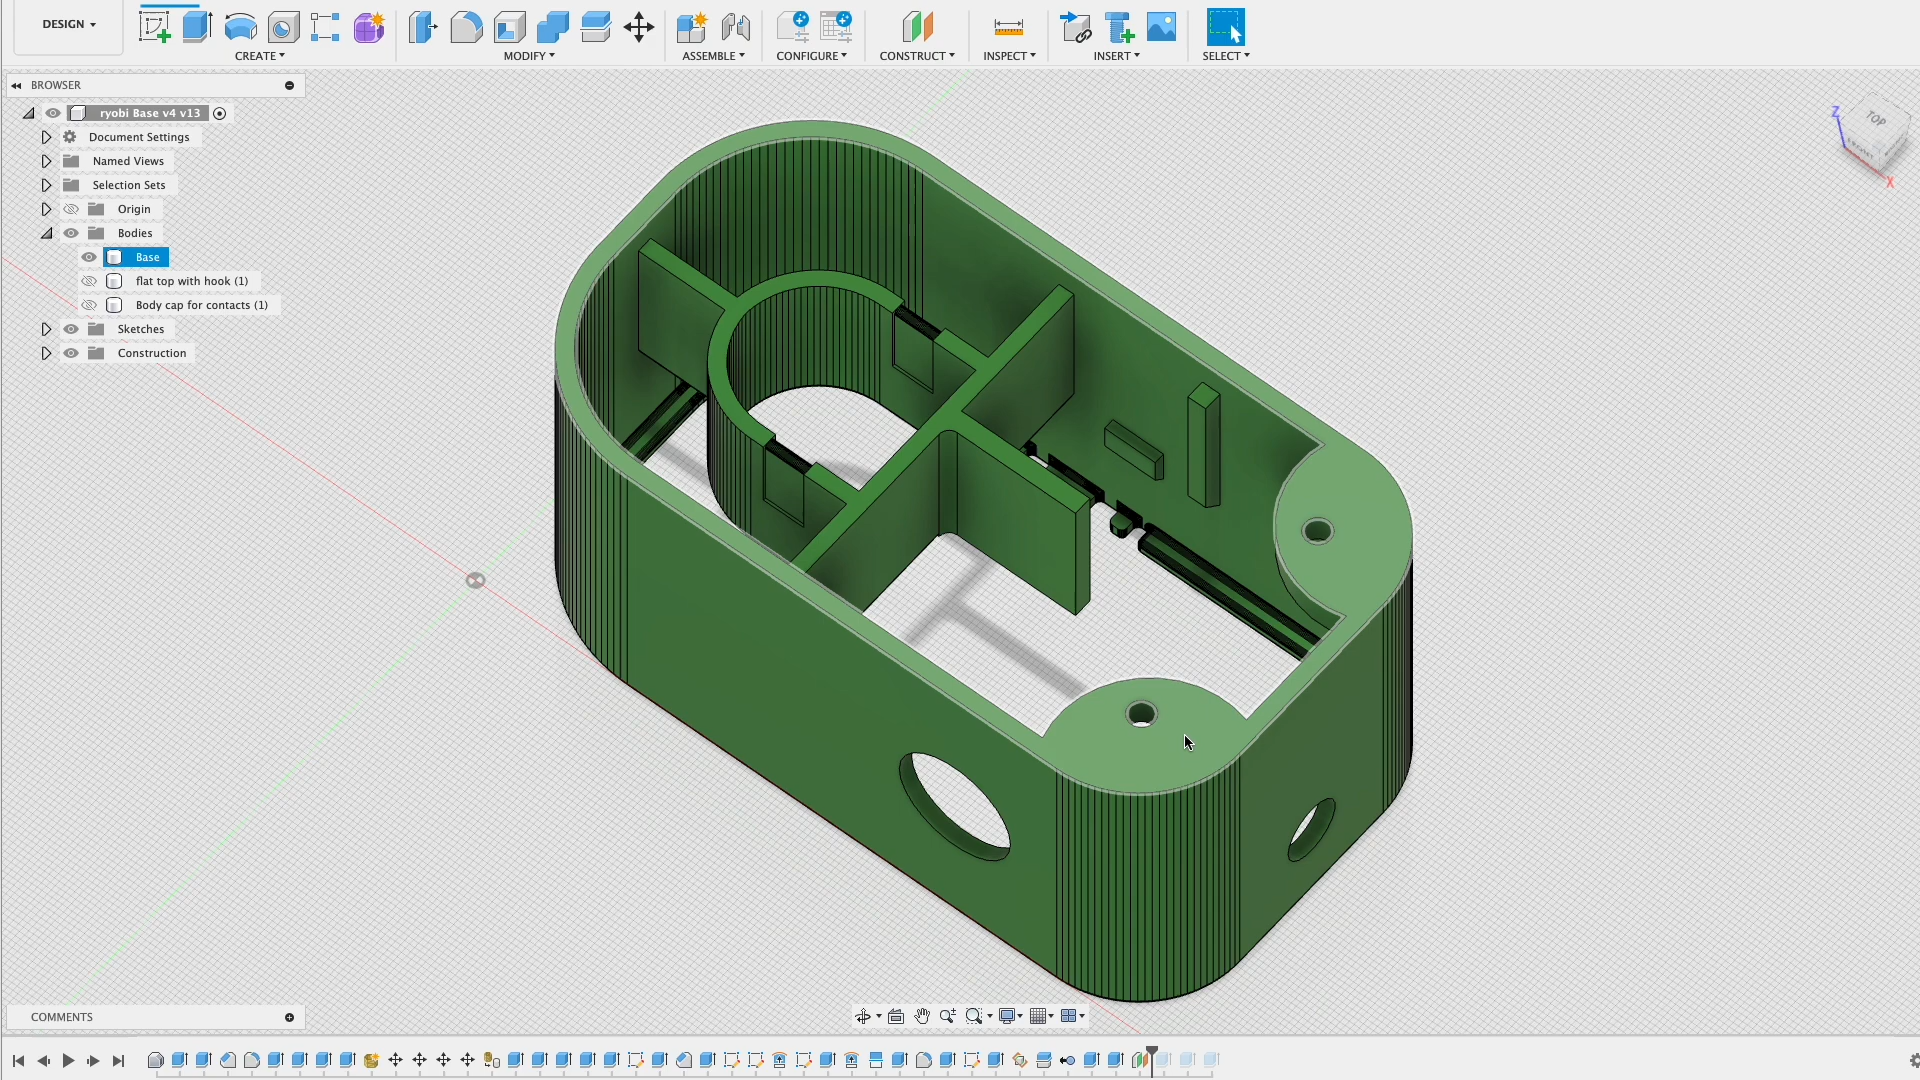 DESIGN
CREATE
MODIFY
ASSEMBLE
CONFIGURE
CONSTRUCT
INSPECT
INSERT
SELECT
BROWSER
ryobi Base v4 v13
Document Settings
Named Views
Selection Sets
Origin
Bodies
Base
flat top with hook (1)
Body cap for contacts (1)
Sketches
Construction
Z
TOP
FRONT
X
COMMENTS